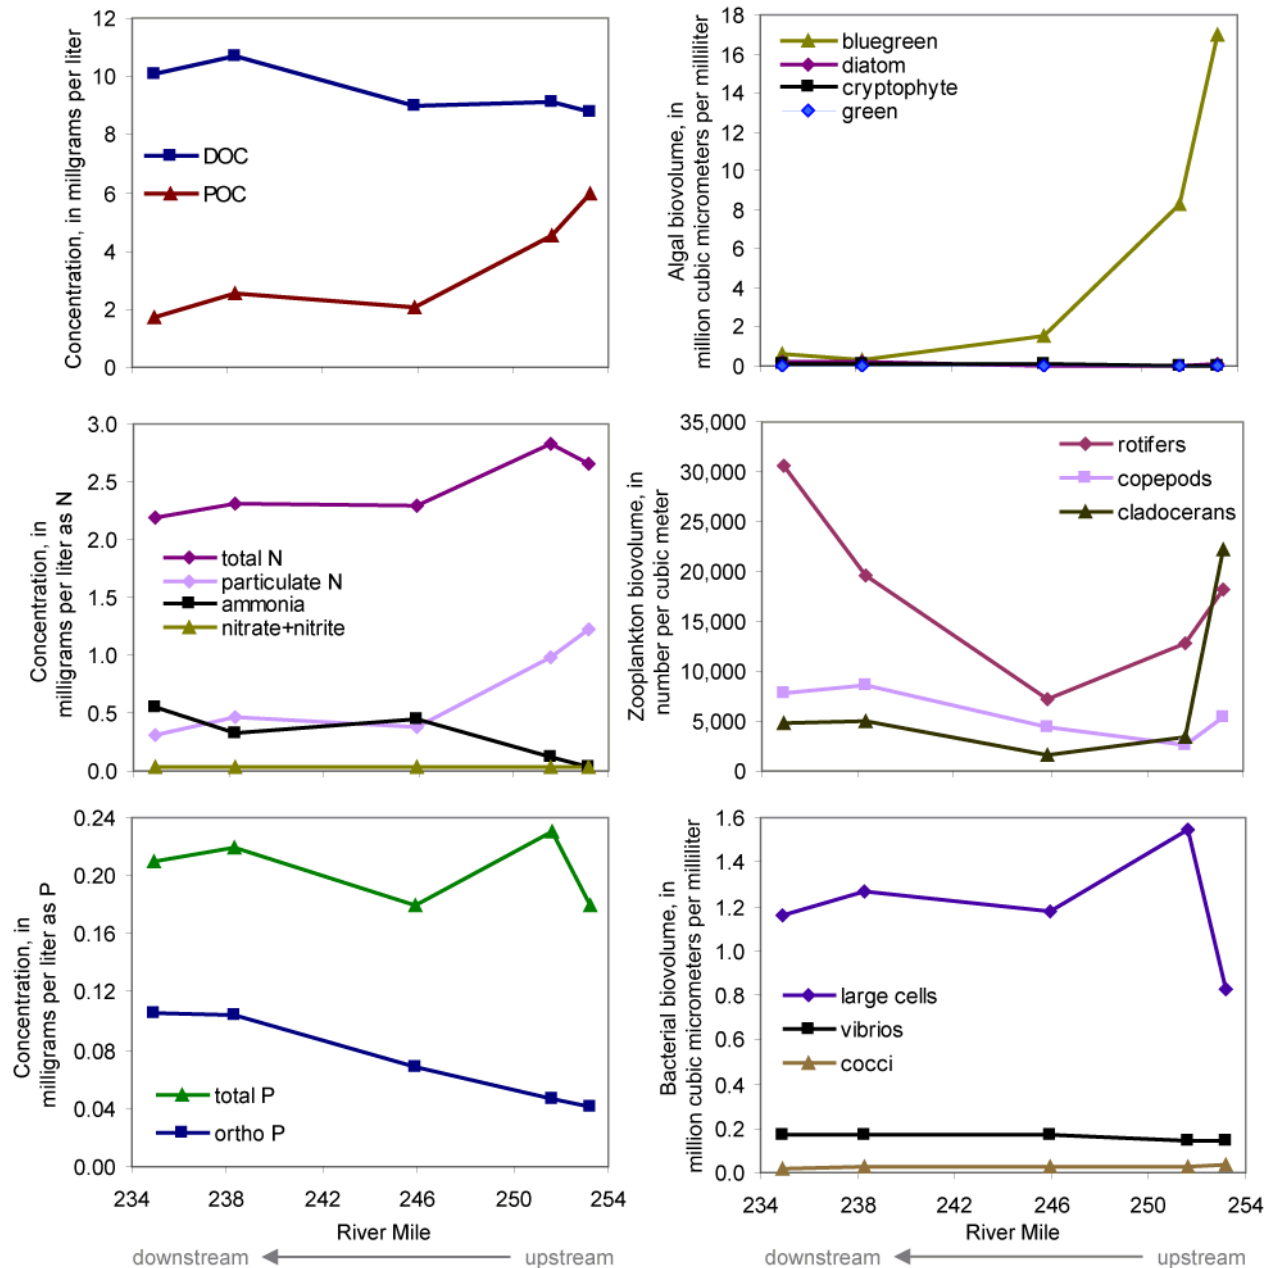 Concentration, in millgrams per liter
12
10
8
6
4
2
0
DOC
POC
Algal biovolume, in
million cubic micrometers per milliliter
18
16
14
12
10
8
6
4
2
0
bluegreen
diatom
cryptophyte
green
Concentration, in
milligrams per liter as N
3.0
2.5
2.0
1.5
1.0
0.5
0.0
total N
particulate N
ammonia
nitrate+nitrite
Zooplankton biovolume, in
number per cubic meter
35,000
30,000
25,000
20,000
15,000
10,000
5,000
0
rotifers
copepods
cladocerans
Concentration, in
milligrams per liter as P
0.24
0.20
0.16
0.12
0.08
0.04
0.00
total P
ortho P
234 238 242 246 250 254
River Mile
downstream upstream
Bacterial biovolume, in
million cubic micrometers per milliliter
1.6
1.4
1.2
1.0
0.8
0.6
0.4
0.2
0.0
large cells
vibrios
cocci
234 238 242 246 250 254
River Mile
downstream upstream